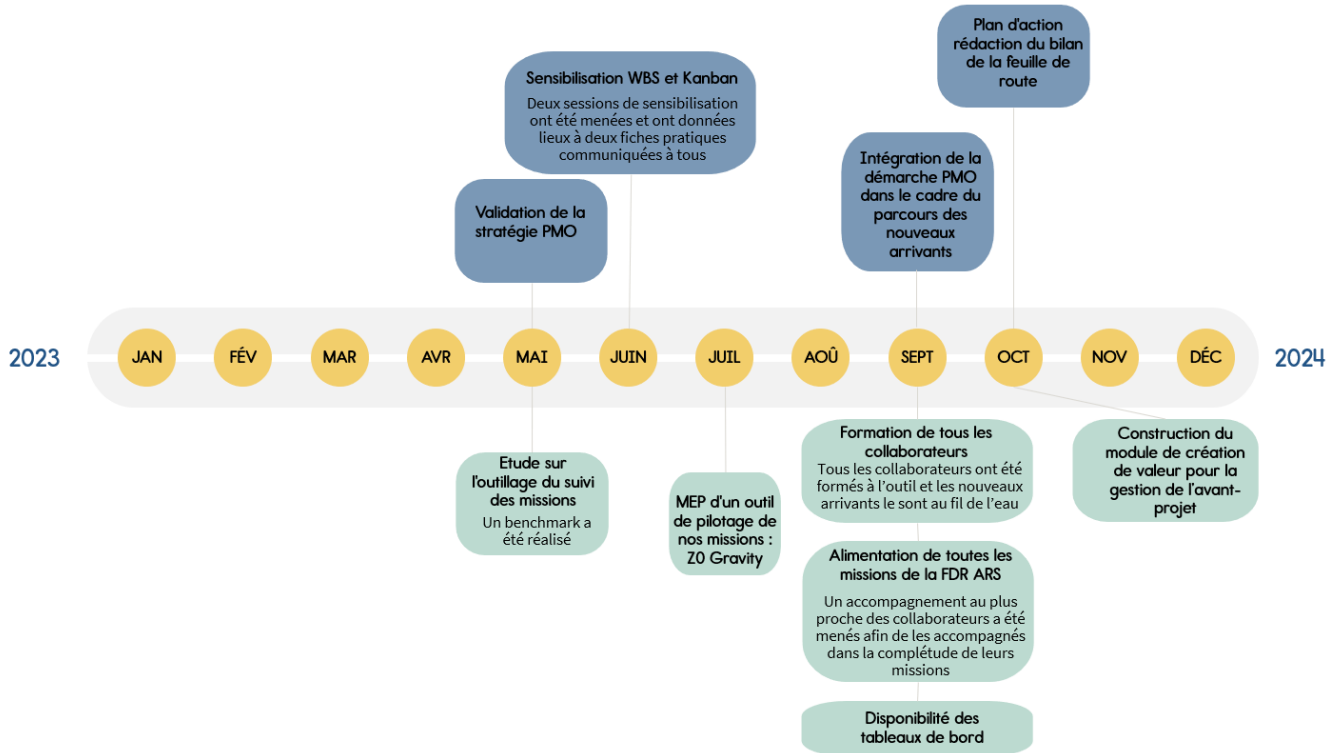 Plan d'action
rédaction du bilan
de la feuille de
route
Sensibilisation WBS et Kanban
Deux sessions de sensibilisation
ont été menées et ont données
lieux à deux fiches pratiques
communiquées à tous
Intégration de la
démarche PMO
dans le cadre du
parcours des
nouveaux
arrivants
Validation de la
stratégie PMO
2023
JAN
FÉV
MAR
AVR
MAI
JUIN
JUIL
AOÛ
SEPT
OCT
NOV
DÉC
2024
Etude sur
l'outillage du suivi
des missions
Un benchmark a
été réalisé
MEP d'un outil
de pilotage de
nos missions :
Z0 Gravity
Formation de tous les
collaborateurs
Tous les collaborateurs ont été
formés à l'outil et les nouveaux
arrivants le sont au fil de l'eau
Alimentation de toutes les
missions de la FDR ARS
Un accompagnement au plus
proche des collaborateurs a été
menés afin de les accompagnés
dans la complétude de leurs
missions
Disponibilité des
tableaux de bord
Construction du
module de création
de valeur pour la
gestion de l'avant-
projet